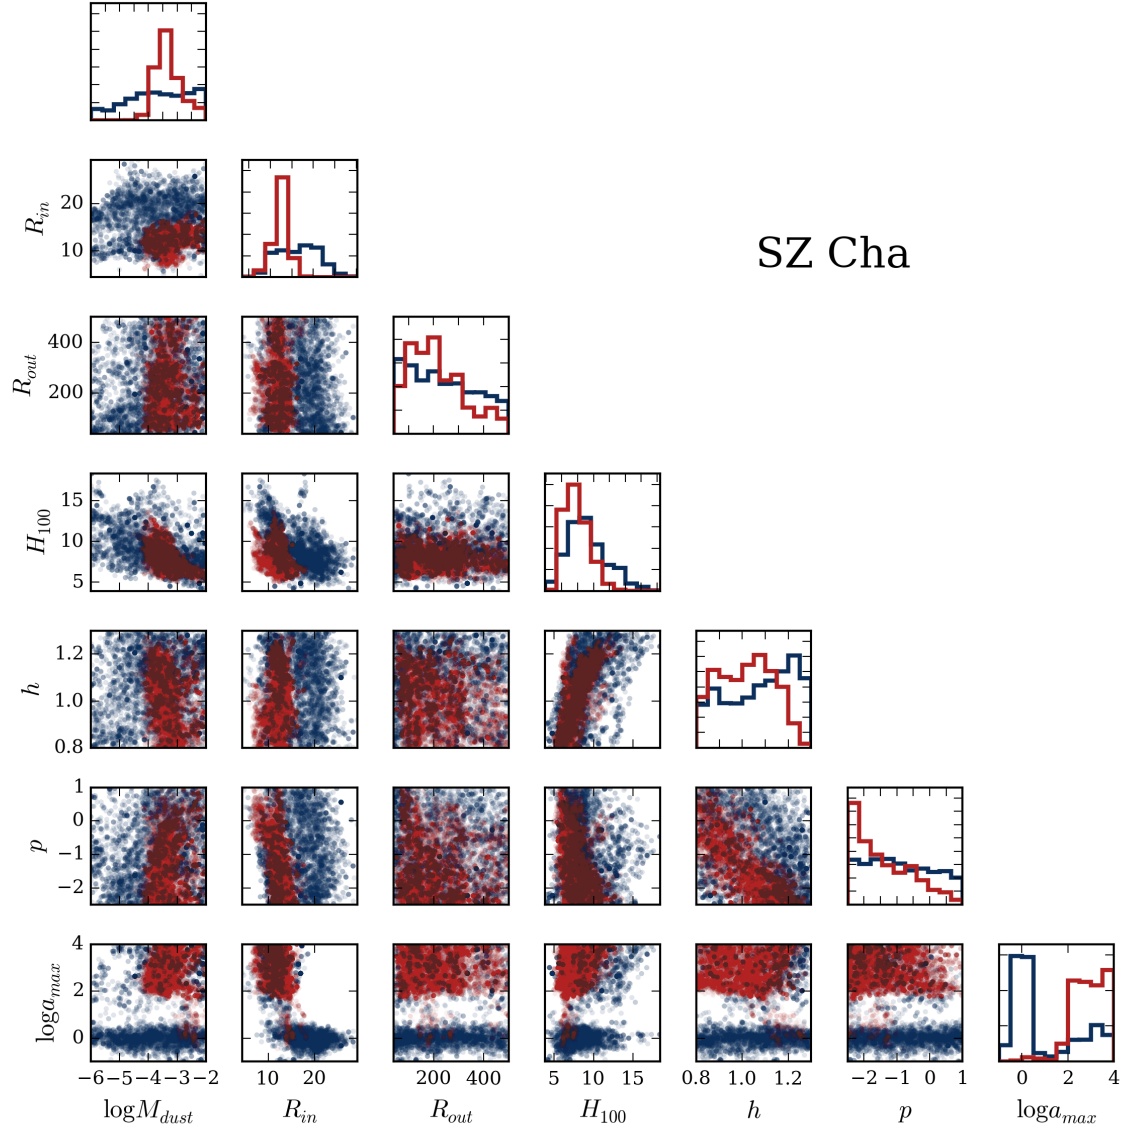 R_in
20
10
SZ Cha
R_out
400
200
H_100
15
10
5
h
1.2
1.0
0.8
p
1
0
−1
−2
loga_max
4
2
0
−6 −5 −4 −3 −2 10 20 200 400 5 10 15 0.8 1.0 1.2 −2 −1 0 1 0 2 4
logM_dust R_in R_out H_100 h p loga_max